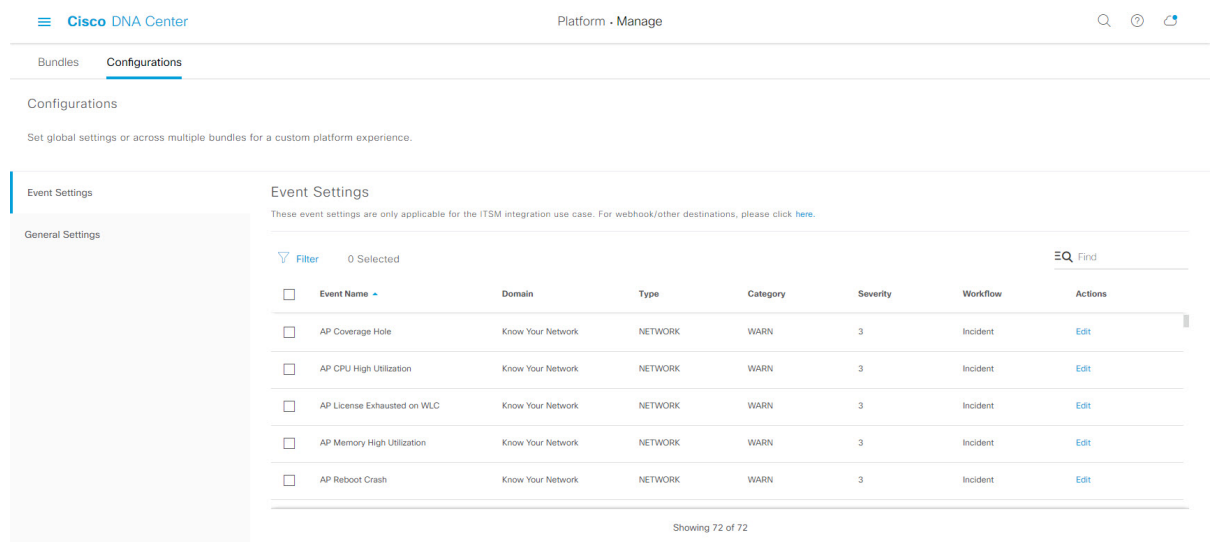 Cisco DNA Center
Platform • Manage
Bundles Configurations
Configurations
Set global settings or across multiple bundles for a custom platform experience.
Event Settings
General Settings
Event Settings
These event settings are only applicable for the ITSM integration use case. For webhook/other destinations, please click here.
Filter 0 Selected Find
Event Name Domain Type Category Severity Workflow Actions
AP Coverage Hole Know Your Network NETWORK WARN 3 Incident Edit
AP CPU High Utilization Know Your Network NETWORK WARN 3 Incident Edit
AP License Exhausted on WLC Know Your Network NETWORK WARN 3 Incident Edit
AP Memory High Utilization Know Your Network NETWORK WARN 3 Incident Edit
AP Reboot Crash Know Your Network NETWORK WARN 3 Incident Edit
Showing 72 of 72